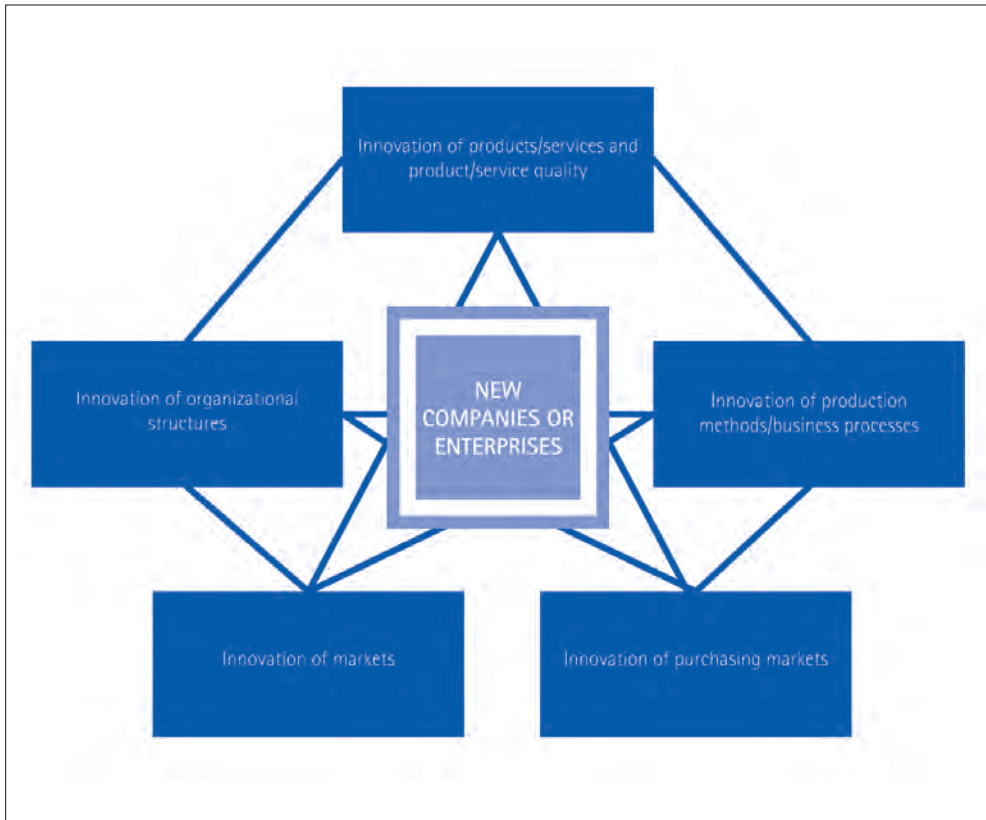 Innovation of products/services and
product/service quality
Innovation of organizational
structures
NEW
COMPANIES OR
ENTERPRISES
Innovation of production
methods/business processes
Innovation of markets
Innovation of purchasing markets